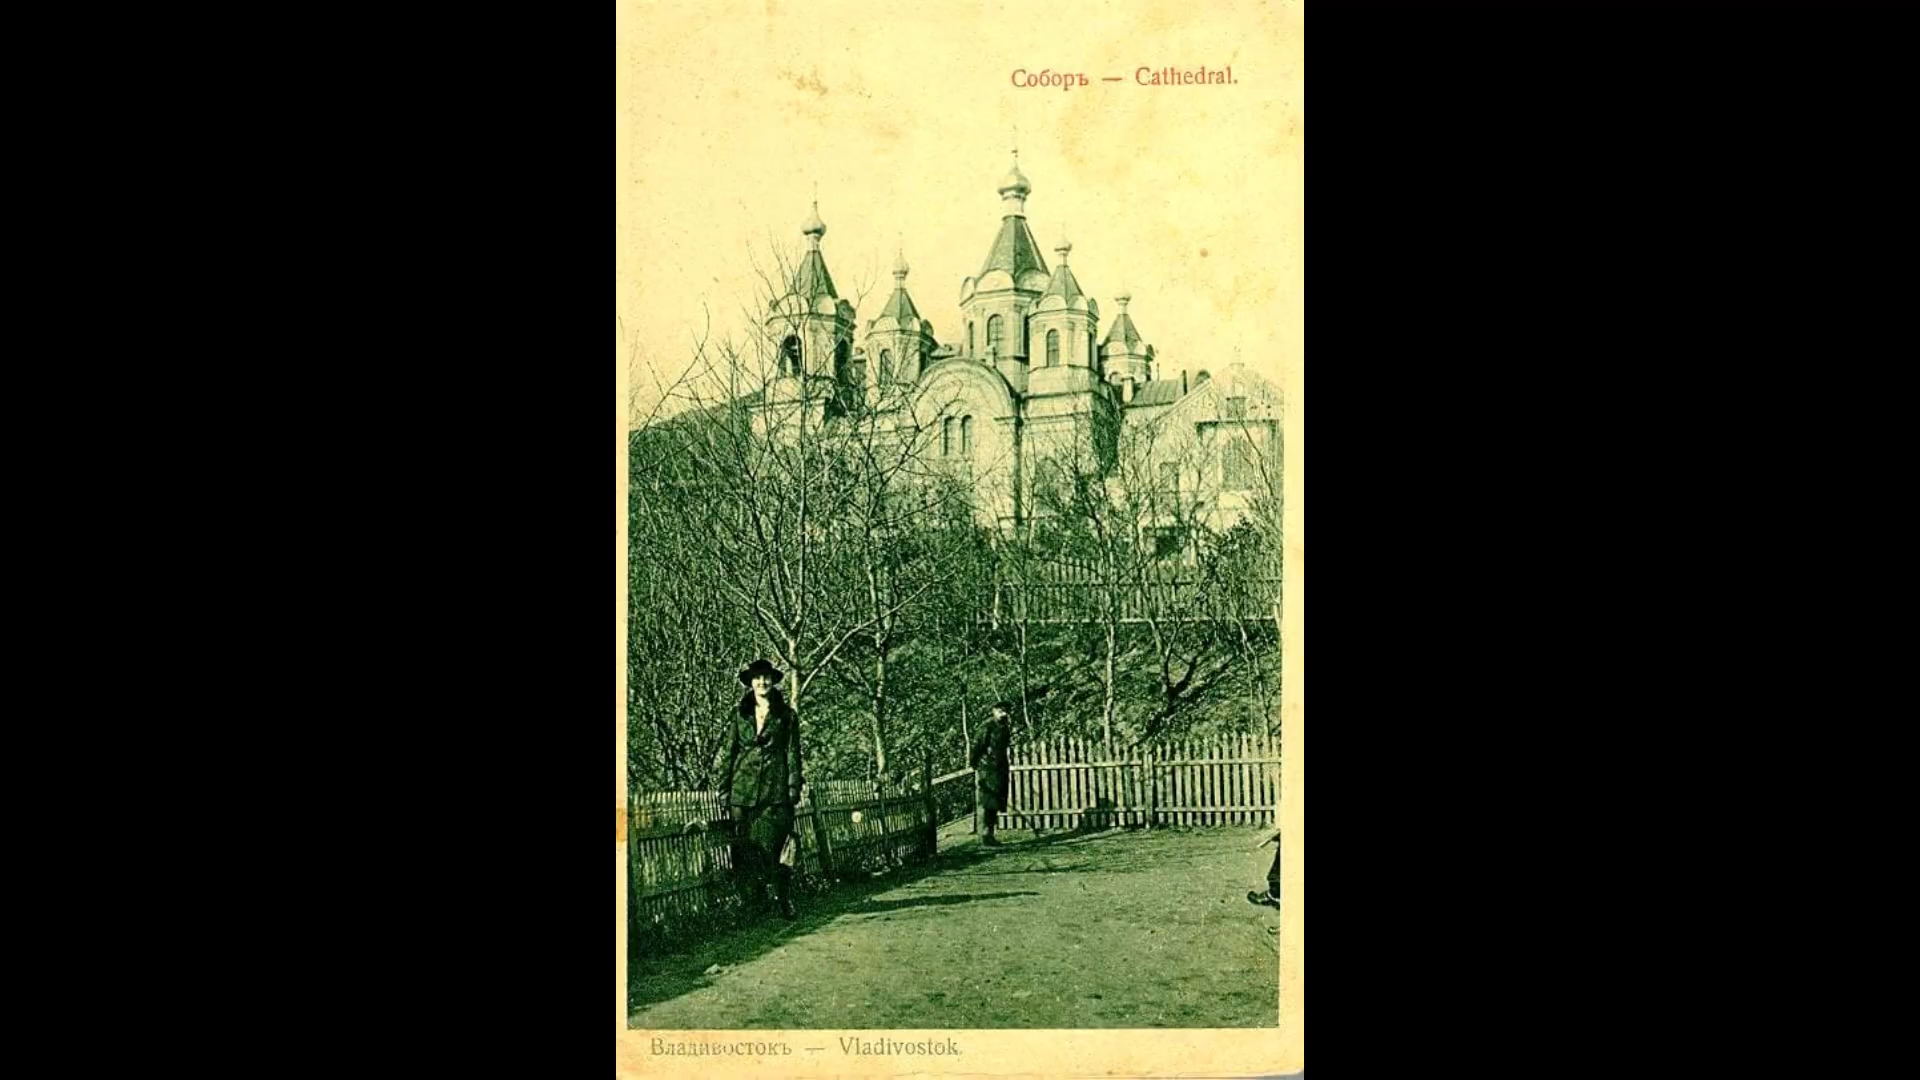 Соборъ — Cathedral.
Владивостокъ — Vladivostok.